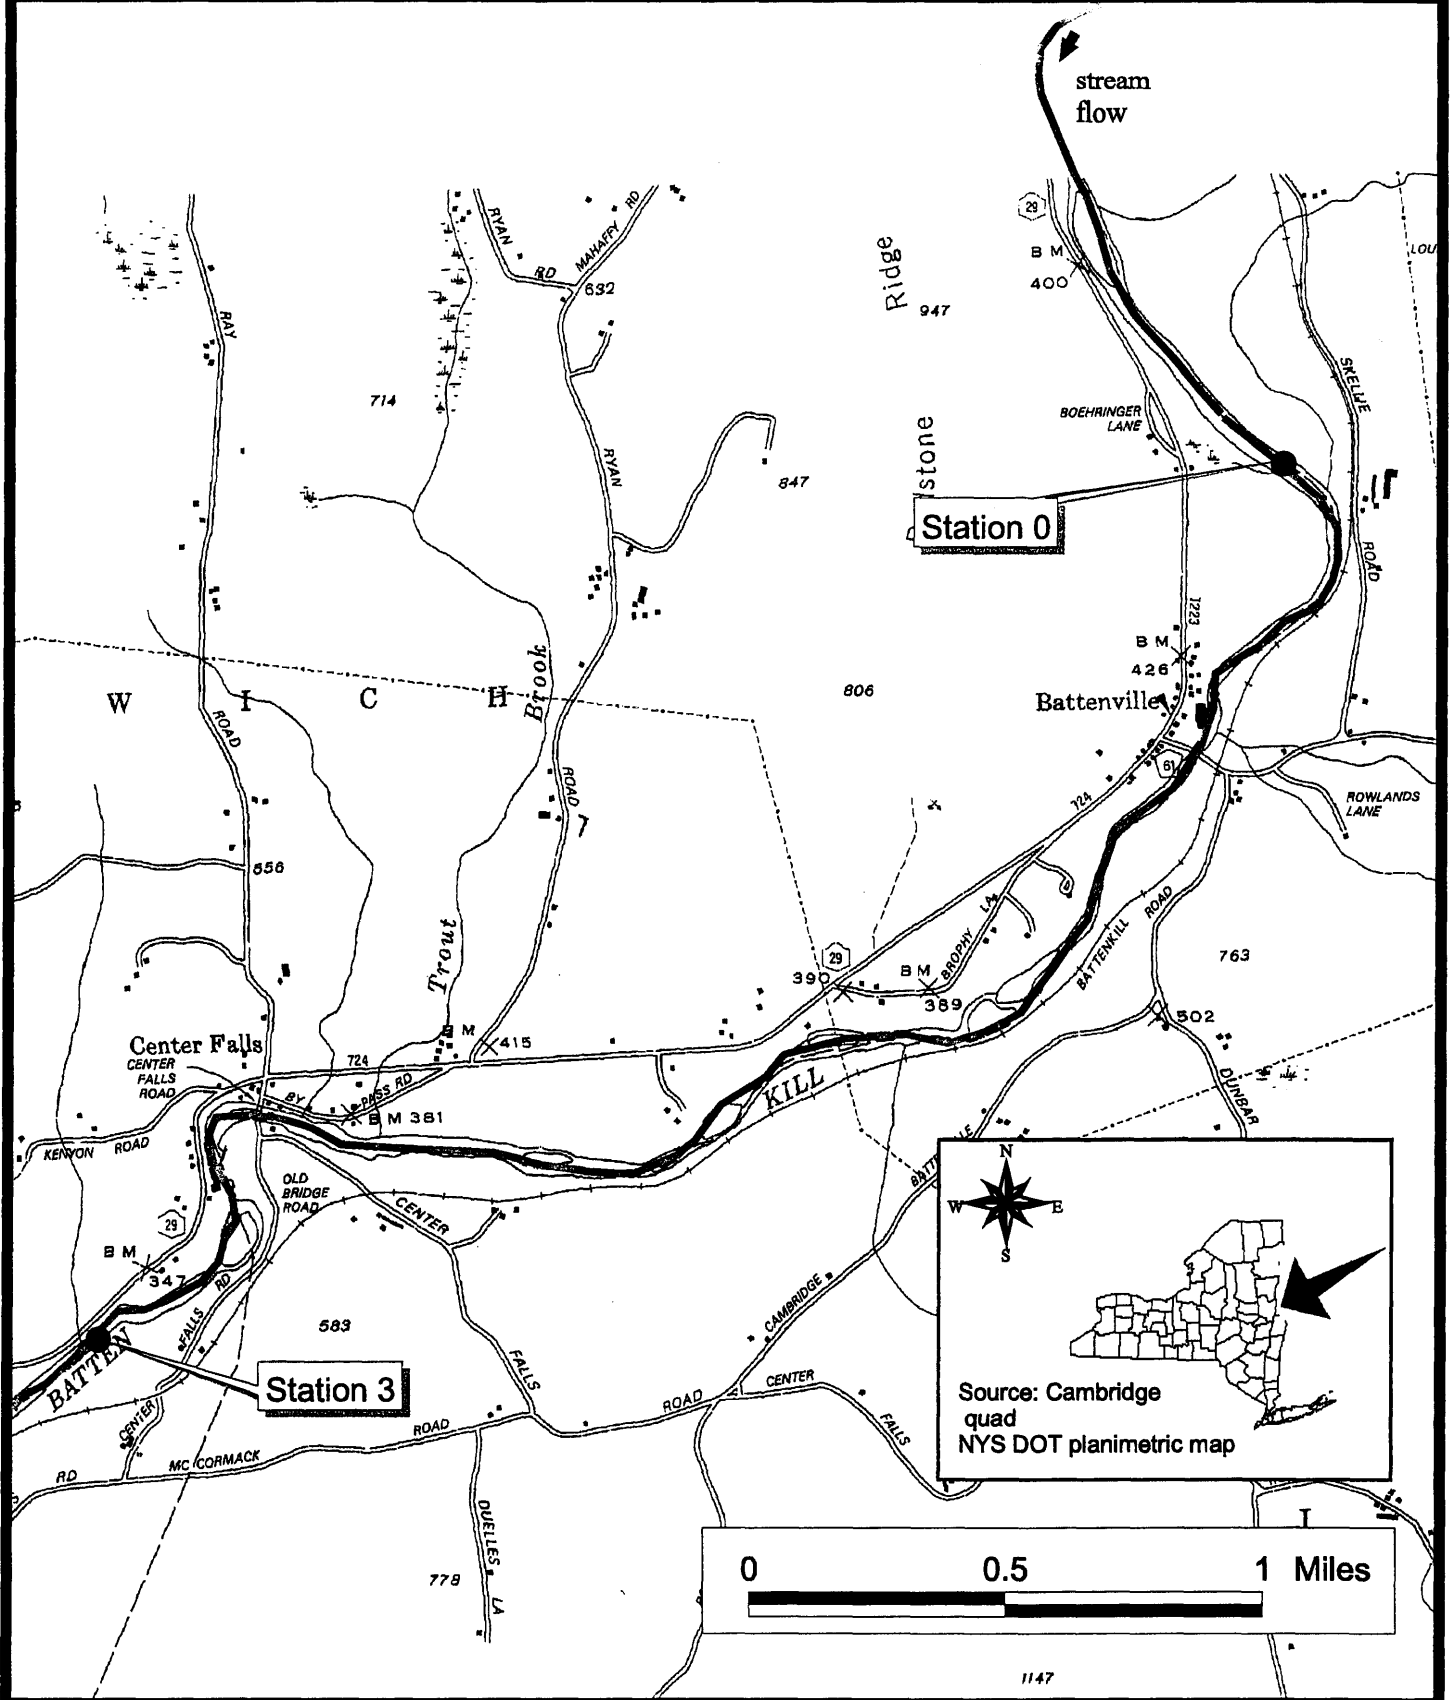 stream
flow
29
B M
400
LOU
RYAN
RD
MAHAFFY RD
632
Ridge
947
RAY
SKELLIE
714
BOEHRINGER
LANE
RYAN
847
stone
Station 0
ROAD
1223
B M
426
Brook
W I C H
806
Battenville
61
ROAD
ROAD
724
ROWLANDS
LANE
656
ROAD
BATTENKILL
Trout
29
390
B M
BROPHY LA
389
763
502
Center Falls
B M
415
CENTER
FALLS
ROAD
724
BY PASS RD
B M 381
KILL
DUNBAR
KENYON ROAD
OLD
BRIDGE
ROAD
CENTER
29
B M
347
N
W E
S
FALLS RD
583
CAMBRIDGE
BATTEN
Station 3
FALLS
CENTER
ROAD
CENTER
FALLS
ROAD
MC CORMACK
RD
Source: Cambridge
quad
NYS DOT planimetric map
DUELLES LA
I
778
0 0.5 1 Miles
1147